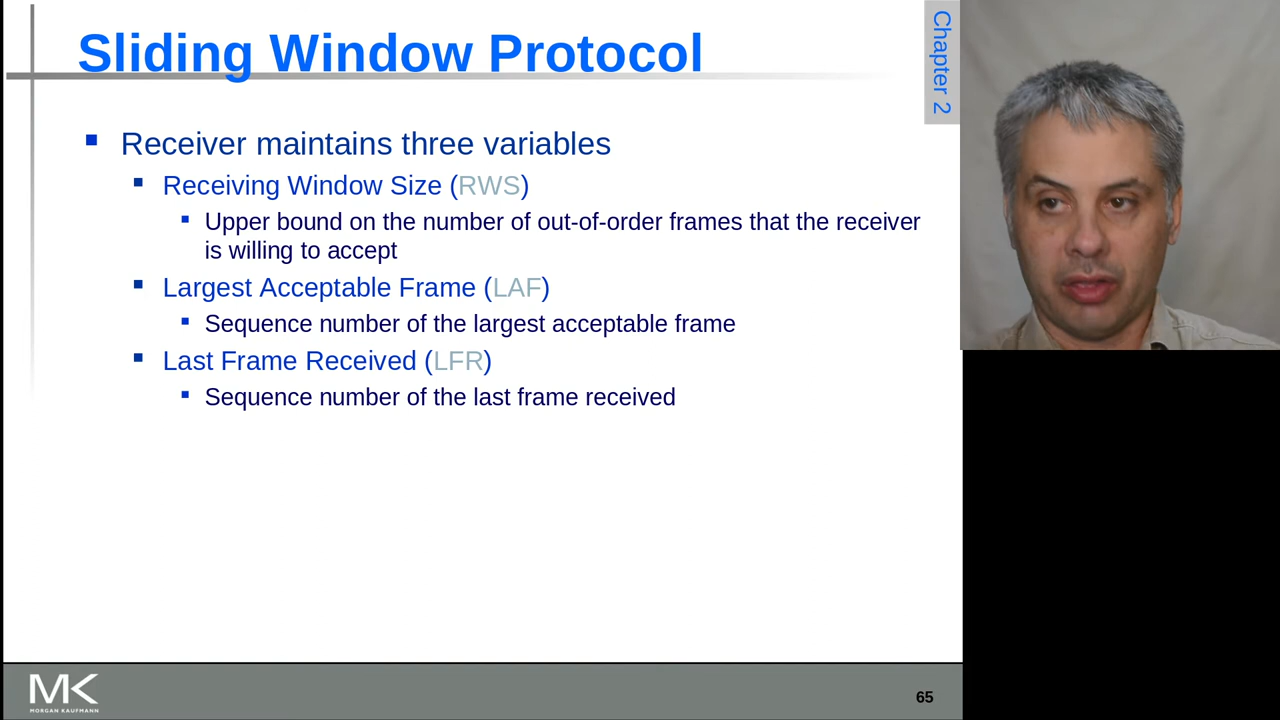 Sliding Window Protocol
Chapter 2
Receiver maintains three variables
Receiving Window Size (RWS)
Upper bound on the number of out-of-order frames that the receiver
is willing to accept
Largest Acceptable Frame (LAF)
Sequence number of the largest acceptable frame
Last Frame Received (LFR)
Sequence number of the last frame received
MK
MORGAN KAUFMANN
65